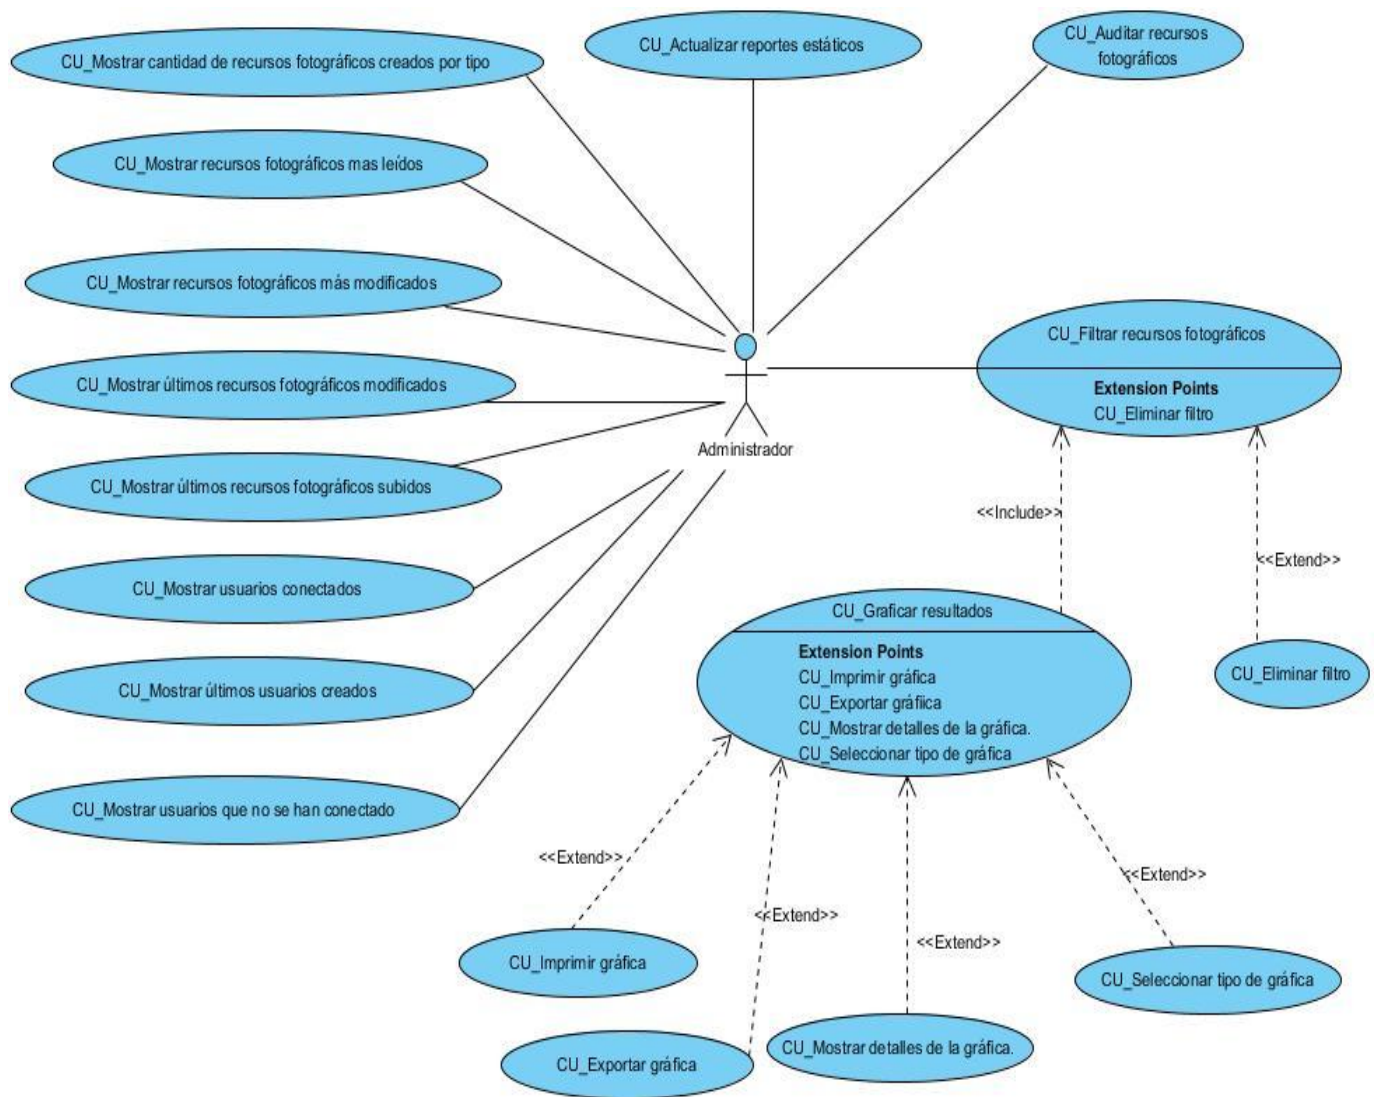 CU_Mostrar cantidad de recursos fotográficos creados por tipo
CU_Actualizar reportes estáticos
CU_Auditar recursos
fotográficos
CU_Mostrar recursos fotográficos mas leídos
CU_Mostrar recursos fotográficos más modificados
CU_Filtrar recursos fotográficos
Extension Points
CU_Eliminar filtro
CU_Mostrar últimos recursos fotográficos modificados
Administrador
CU_Mostrar últimos recursos fotográficos subidos
<<Include>>
<<Extend>>
CU_Mostrar usuarios conectados
CU_Graficar resultados
Extension Points
CU_Imprimir gráfica
CU_Exportar gráfiica
CU_Mostrar detalles de la gráfica.
CU_Seleccionar tipo de gráfica
CU_Eliminar filtro
CU_Mostrar últimos usuarios creados
CU_Mostrar usuarios que no se han conectado
<<Extend>>
<<Extend>>
<<Extend>>
<<Extend>>
CU_Imprimir gráfica
CU_Seleccionar tipo de gráfica
CU_Exportar gráfica
CU_Mostrar detalles de la gráfica.